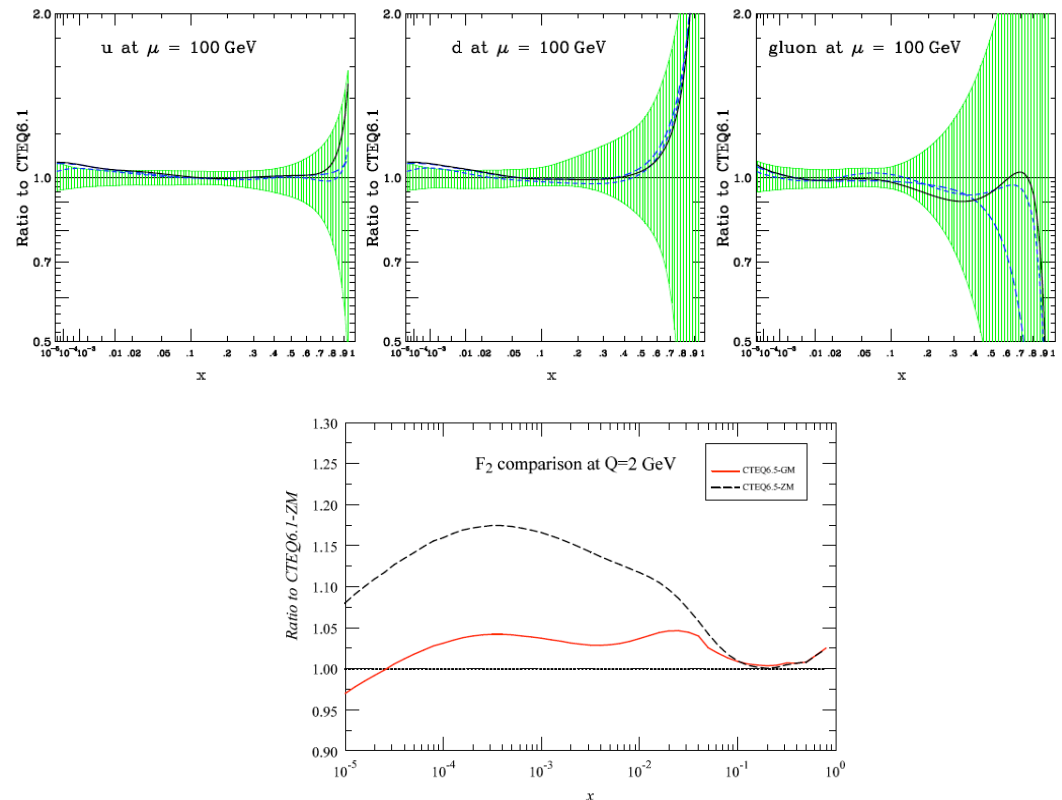 2.0
u at μ = 100 GeV
Ratio to CTEQ6.1
1.0
0.7
0.5
10⁻⁵ 10⁻⁴ 10⁻³ .01 .02 .05 .1 .2 .3 .4 .5 .6 .7 .8 .9 1
x
2.0
d at μ = 100 GeV
Ratio to CTEQ6.1
1.0
0.7
0.5
10⁻⁵ 10⁻⁴ 10⁻³ .01 .02 .05 .1 .2 .3 .4 .5 .6 .7 .8 .9 1
x
2.0
gluon at μ = 100 GeV
Ratio to CTEQ6.1
1.0
0.7
0.5
10⁻⁵ 10⁻⁴ 10⁻³ .01 .02 .05 .1 .2 .3 .4 .5 .6 .7 .8 .9 1
x
F₂ comparison at Q=2 GeV
CTEQ6.5-GM
CTEQ6.5-ZM
Ratio to CTEQ6.1-ZM
1.30
1.25
1.20
1.15
1.10
1.05
1.00
0.95
0.90
10⁻⁵ 10⁻⁴ 10⁻³ 10⁻² 10⁻¹ 10⁰
x